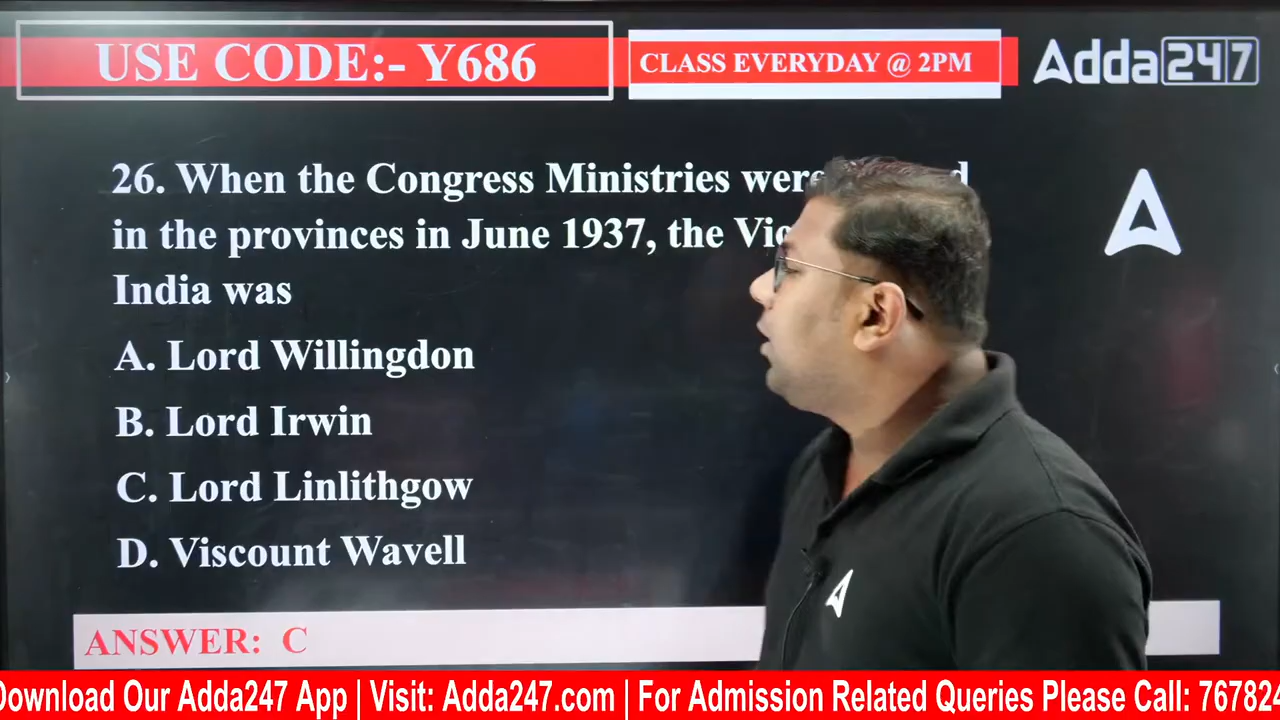 USE CODE:- Y686
CLASS EVERYDAY @ 2PM
Adda247
26. When the Congress Ministries were
in the provinces in June 1937, the
India was
A. Lord Willingdon
B. Lord Irwin
C. Lord Linlithgow
D. Viscount Wavell
ANSWER: C
Download Our Adda247 App | Visit: Adda247.com | For Admission Related Queries Please Call: 76782